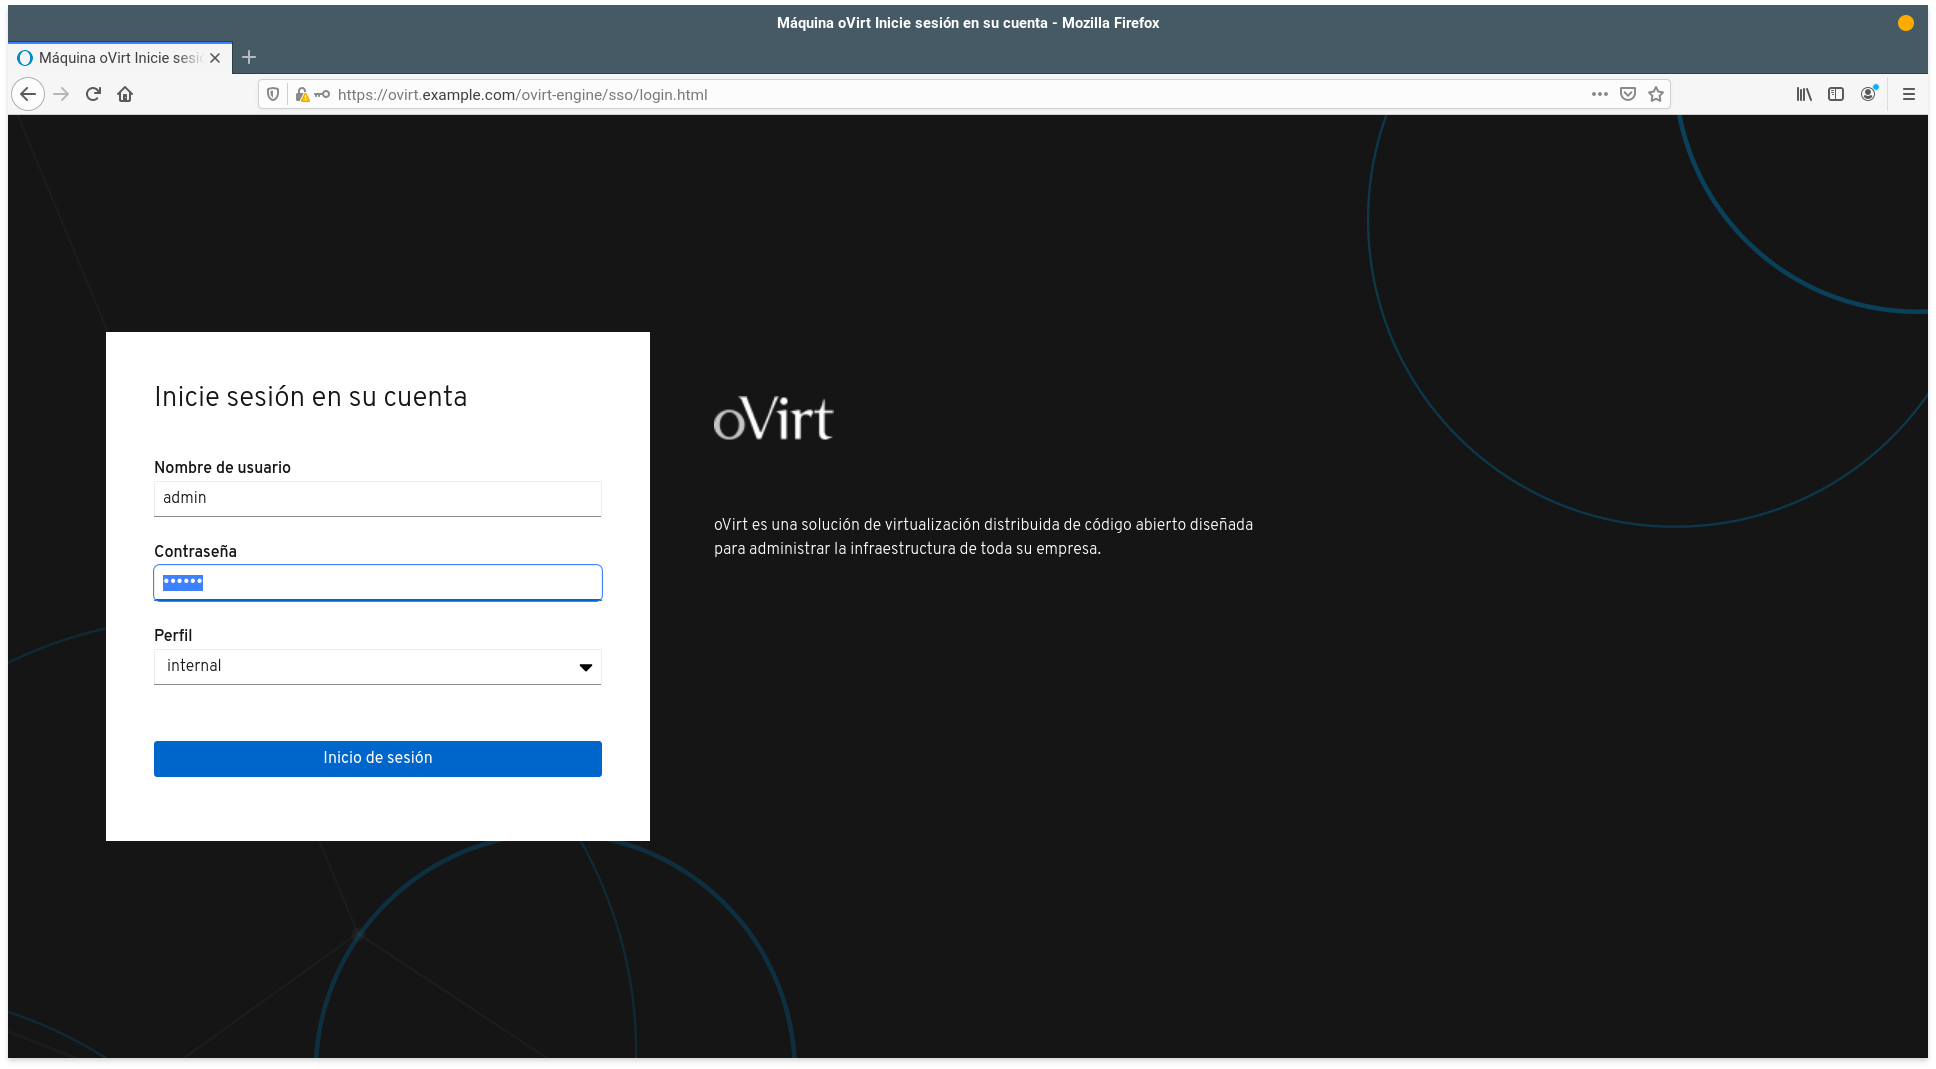 Máquina oVirt Inicie sesión en su cuenta - Mozilla Firefox
Máquina oVirt Inicie sesi
https://ovirt.example.com/ovirt-engine/sso/login.html
Inicie sesión en su cuenta
Nombre de usuario
admin
Contraseña
••••••
Perfil
internal
Inicio de sesión
oVirt
oVirt es una solución de virtualización distribuida de código abierto diseñada
para administrar la infraestructura de toda su empresa.